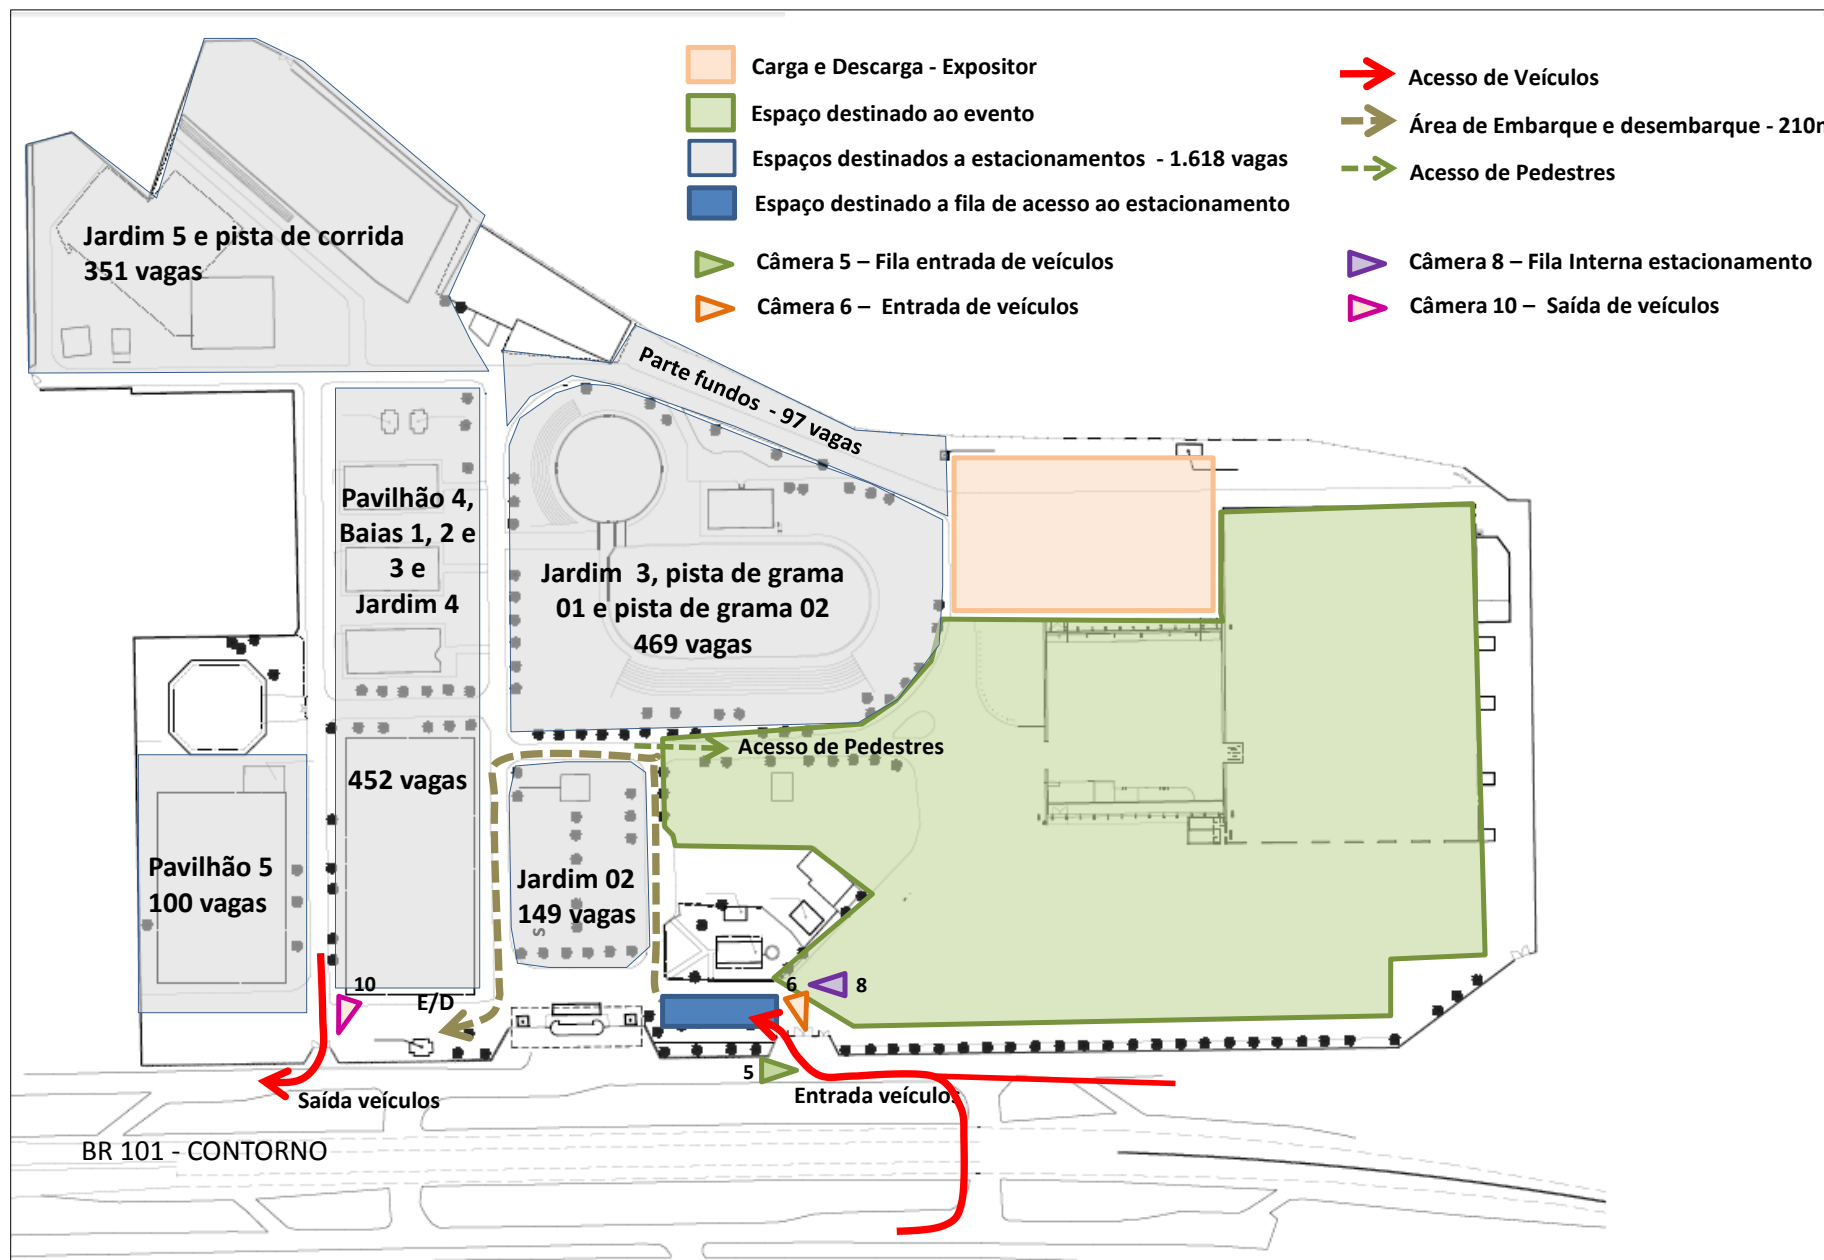 Carga e Descarga - Expositor
Espaço destinado ao evento
Espaços destinados a estacionamentos - 1.618 vagas
Espaço destinado a fila de acesso ao estacionamento
Câmera 5 – Fila entrada de veículos
Câmera 6 – Entrada de veículos
Acesso de Veículos
Área de Embarque e desembarque - 210m
Acesso de Pedestres
Câmera 8 – Fila Interna estacionamento
Câmera 10 – Saída de veículos
Jardim 5 e pista de corrida
351 vagas
Parte fundos - 97 vagas
Pavilhão 4,
Baias 1, 2 e
3 e
Jardim 4
Jardim 3, pista de grama
01 e pista de grama 02
469 vagas
Acesso de Pedestres
452 vagas
Pavilhão 5
100 vagas
Jardim 02
149 vagas
S
10
E/D
6
8
5
Saída veículos
Entrada veículos
BR 101 - CONTORNO